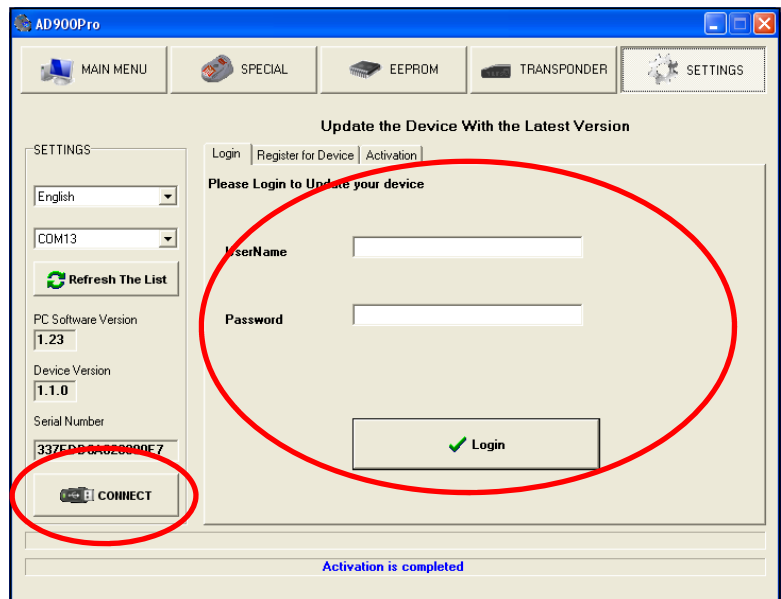 AD900Pro
MAIN MENU
SPECIAL
EEPROM
TRANSPONDER
SETTINGS
Update the Device With the Latest Version
SETTINGS
Login
Register for Device
Activation
Please Login to Update your device
English
COM13
Refresh The List
UserName
Password
PC Software Version
1.23
Device Version
1.1.0
Serial Number
Login
CONNECT
Activation is completed